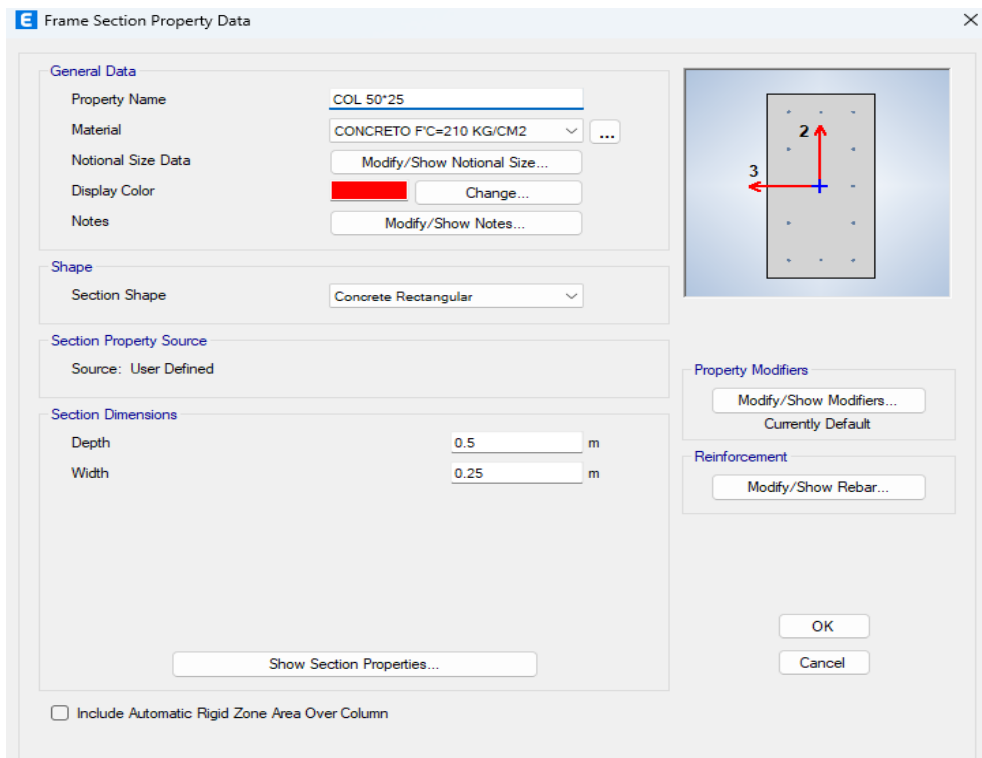 E Frame Section Property Data
General Data
Property Name COL 50*25
Material CONCRETO F'C=210 KG/CM2 ...
Notional Size Data Modify/Show Notional Size...
Display Color Change...
Notes Modify/Show Notes...
2
3
Shape
Section Shape Concrete Rectangular
Section Property Source
Source: User Defined
Property Modifiers
Modify/Show Modifiers...
Currently Default
Section Dimensions
Depth 0.5 m
Width 0.25 m
Reinforcement
Modify/Show Rebar...
OK
Show Section Properties...
Cancel
Include Automatic Rigid Zone Area Over Column